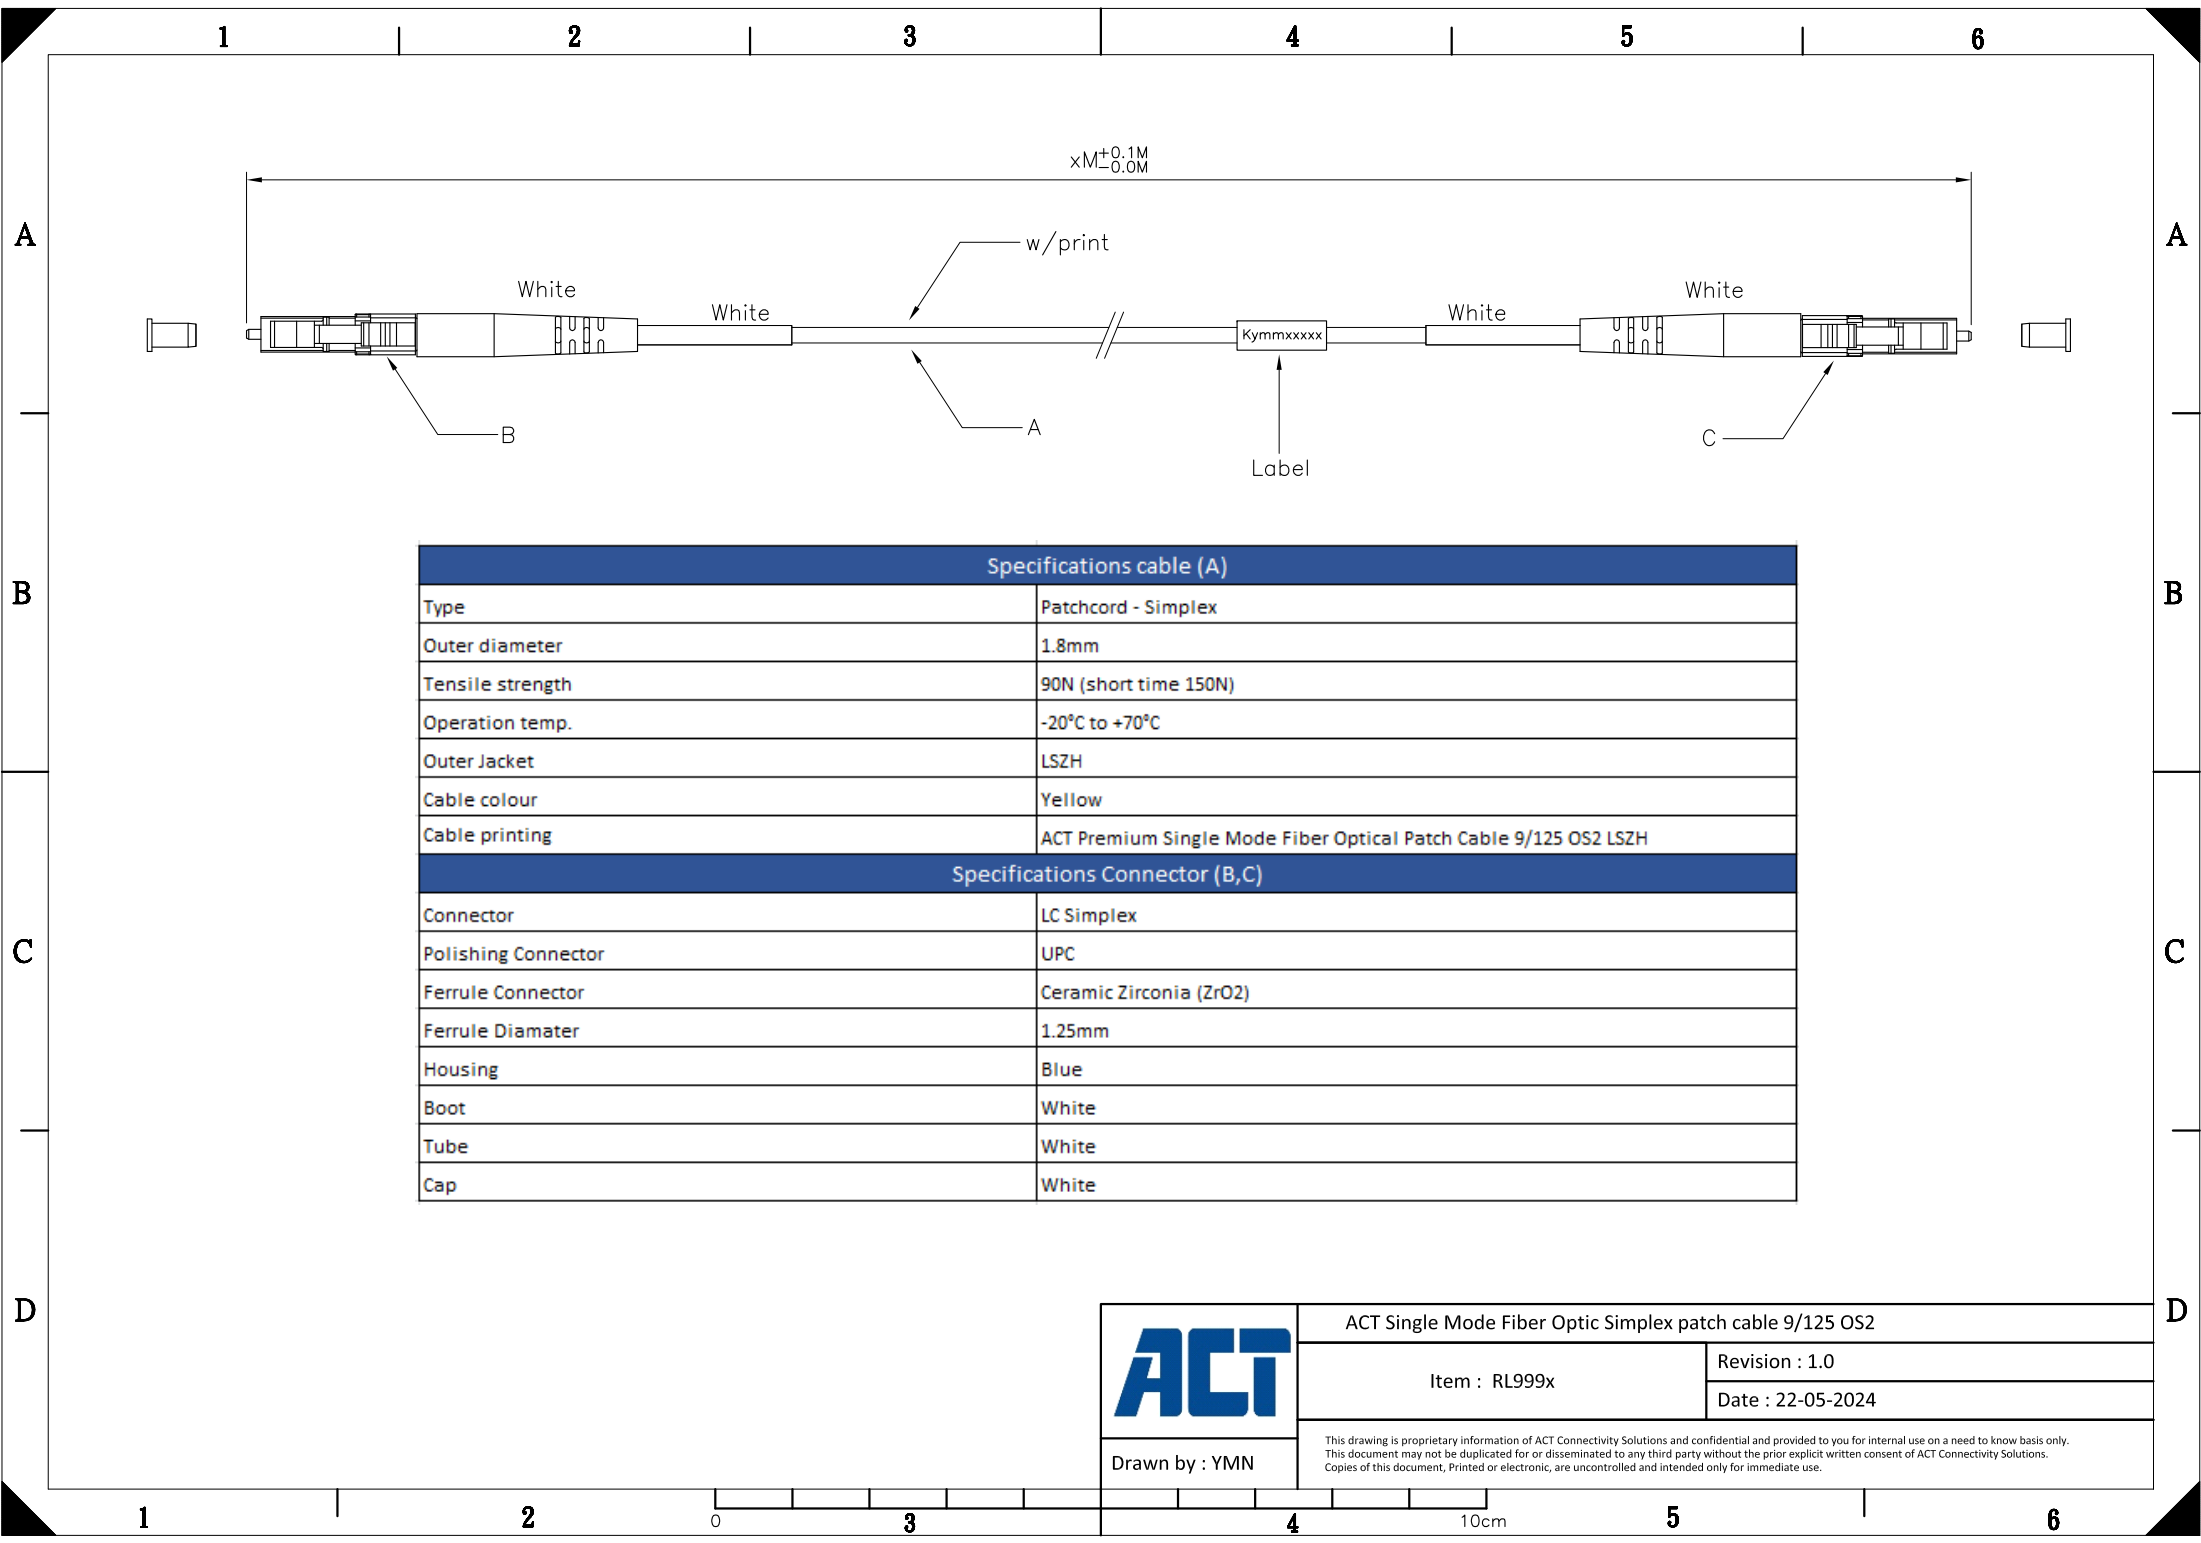 1 2 3 4 5 6
xM+0.1M
-0.0M
A A
w/print
White White
White White
Kymmxxxxx
B A C
Label
Specifications cable (A)
Type Patchcord - Simplex
Outer diameter 1.8mm
B B
Tensile strength 90N (short time 150N)
Operation temp. -20°C to +70°C
Outer Jacket LSZH
Cable colour Yellow
Cable printing ACT Premium Single Mode Fiber Optical Patch Cable 9/125 OS2 LSZH
Specifications Connector (B,C)
Connector LC Simplex
Polishing Connector UPC
C C
Ferrule Connector Ceramic Zirconia (ZrO2)
Ferrule Diamater 1.25mm
Housing Blue
Boot White
Tube White
Cap White
D D
ACT
ACT Single Mode Fiber Optic Simplex patch cable 9/125 OS2
Item : RL999x
Revision : 1.0
Date : 22-05-2024
Drawn by : YMN
This drawing is proprietary information of ACT Connectivity Solutions and confidential and provided to you for internal use on a need to know basis only.
This document may not be duplicated for or disseminated to any third party without the prior explicit written consent of ACT Connectivity Solutions.
Copies of this document, Printed or electronic, are uncontrolled and intended only for immediate use.
1 2 3 4 5 6
0 10cm